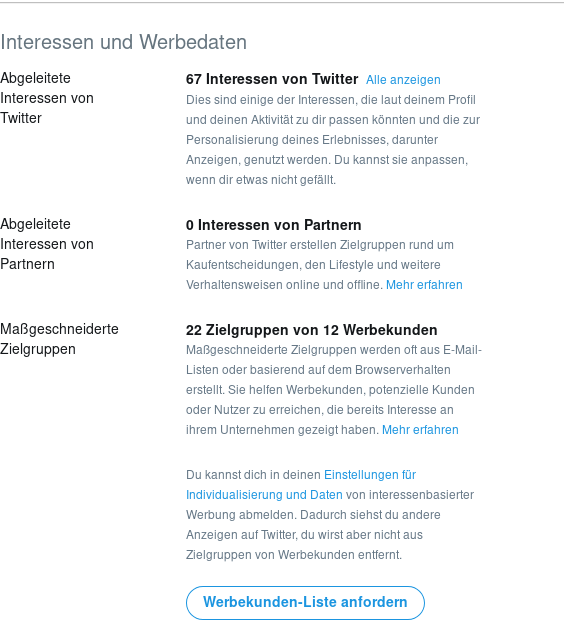 Interessen und Werbedaten
Abgeleitete
Interessen von
Twitter
67 Interessen von Twitter Alle anzeigen
Dies sind einige der Interessen, die laut deinem Profil
und deinen Aktivität zu dir passen könnten und die zur
Personalisierung deines Erlebnisses, darunter
Anzeigen, genutzt werden. Du kannst sie anpassen,
wenn dir etwas nicht gefällt.
Abgeleitete
Interessen von
Partnern
0 Interessen von Partnern
Partner von Twitter erstellen Zielgruppen rund um
Kaufentscheidungen, den Lifestyle und weitere
Verhaltensweisen online und offline. Mehr erfahren
Maßgeschneiderte
Zielgruppen
22 Zielgruppen von 12 Werbekunden
Maßgeschneiderte Zielgruppen werden oft aus E-Mail-
Listen oder basierend auf dem Browserverhalten
erstellt. Sie helfen Werbekunden, potenzielle Kunden
oder Nutzer zu erreichen, die bereits Interesse an
ihrem Unternehmen gezeigt haben. Mehr erfahren
Du kannst dich in deinen Einstellungen für
Individualisierung und Daten von interessenbasierter
Werbung abmelden. Dadurch siehst du andere
Anzeigen auf Twitter, du wirst aber nicht aus
Zielgruppen von Werbekunden entfernt.
Werbekunden-Liste anfordern